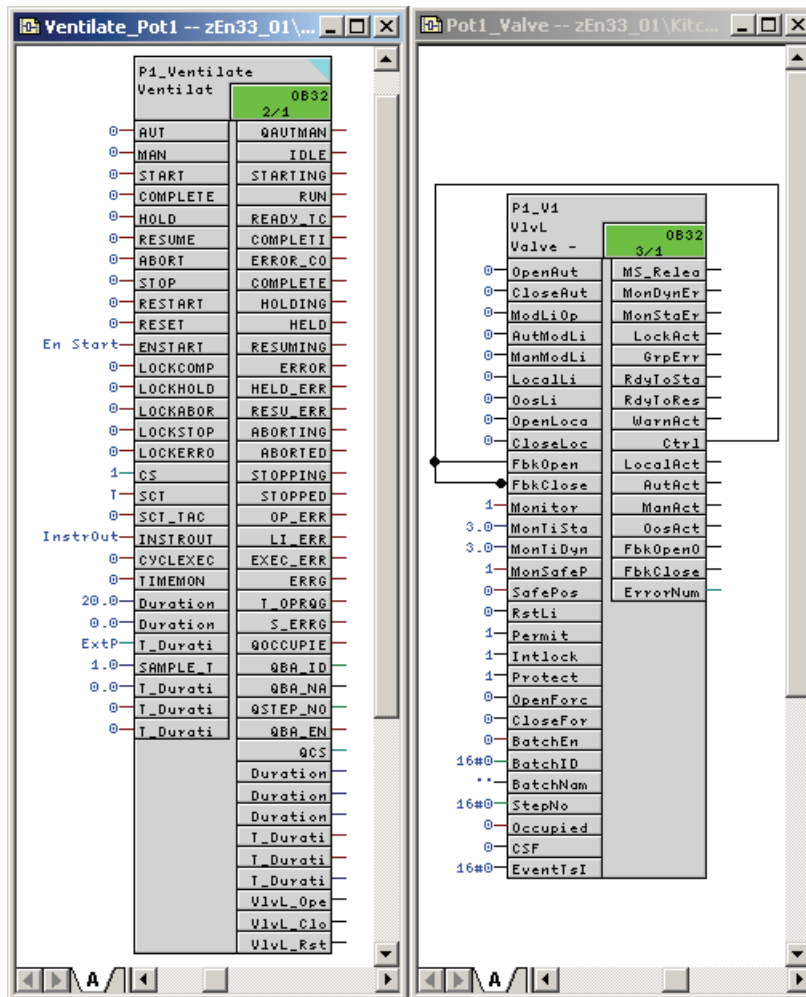 Ventilate_Pot1 -- zEn33_01\...
P1_Ventilate
Ventilat
OB32
2/1
0 AUT QAUTMAN
0 MAN IDLE
0 START STARTING
0 COMPLETE RUN
0 HOLD READY_TC
0 RESUME COMPLETI
0 ABORT ERROR_CO
0 STOP COMPLETE
0 RESTART HOLDING
0 RESET HELD
En Start ENSTART RESUMING
0 LOCKCOMP ERROR
0 LOCKHOLD HELD_ERR
0 LOCKABOR RESU_ERR
0 LOCKSTOP ABORTING
0 LOCKERRO ABORTED
1 CS STOPPING
T SCT STOPPED
0 SCT_TAC OP_ERR
InstrOut INSTROUT LI_ERR
0 CYCLEXEC EXEC_ERR
0 TIMEMON ERRG
20.0 Duration T_OPRQG
0.0 Duration S_ERRG
ExtP T_Durati QOCCUPIE
1.0 SAMPLE_T QBA_ID
0.0 T_Durati QBA_NA
0 T_Durati QSTEP_NO
0 T_Durati QBA_EN
QCS
Duration
Duration
Duration
T_Durati
T_Durati
T_Durati
VlvL_Ope
VlvL_Clo
VlvL_Rst
A
Pot1_Valve -- zEn33_01\Kitc...
P1_V1
VlvL
Valve -
OB32
3/1
0 OpenAut MS_Relea
0 CloseAut MonDynEr
0 ModLiOp MonStaEr
0 AutModLi LockAct
0 ManModLi GrpErr
0 LocalLi RdyToSta
0 OosLi RdyToRes
0 OpenLoca WarnAct
0 CloseLoc Ctrl
FbkOpen LocalAct
FbkClose AutAct
1 Monitor ManAct
3.0 MonTiSta OosAct
3.0 MonTiDyn FbkOpenO
1 MonSafeP FbkClose
0 SafePos ErrorNum
0 RstLi
1 Permit
1 Intlock
1 Protect
0 OpenForc
0 CloseFor
0 BatchEn
16#0 BatchID
'' BatchNam
16#0 StepNo
0 Occupied
0 CSF
16#0 EventTsI
A